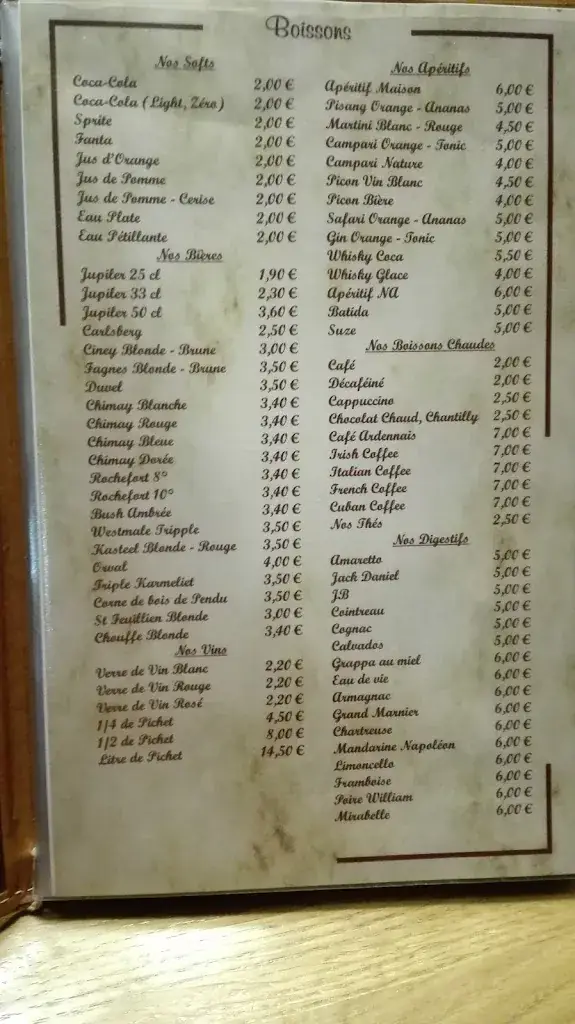 Boissons
Nos Softs
Coca-Cola 2,00 €
Coca-Cola (Light, Zéro) 2,00 €
Sprite 2,00 €
Fanta 2,00 €
Jus d'Orange 2,00 €
Jus de Pomme 2,00 €
Jus de Pomme - Cerise 2,00 €
Eau Plate 2,00 €
Eau Pétillante 2,00 €
Nos Bières
Jupiler 25 cl 1,90 €
Jupiler 33 cl 2,30 €
Jupiler 50 cl 3,60 €
Carlsberg 2,50 €
Ciney Blonde - Brune 3,00 €
Fagnes Blonde - Brune 3,50 €
Duvel 3,50 €
Chimay Blanche 3,40 €
Chimay Rouge 3,40 €
Chimay Bleue 3,40 €
Chimay Dorée 3,40 €
Rochefort 8° 3,40 €
Rochefort 10° 3,40 €
Bush Ambrée 3,40 €
Westmale Tripple 3,50 €
Kasteel Blonde - Rouge 3,50 €
Orval 4,00 €
Triple Karmeliet 3,50 €
Corne de bois de Pendu 3,50 €
St Feuillien Blonde 3,00 €
Chouffe Blonde 3,40 €
Nos Vins
Verre de Vin Blanc 2,20 €
Verre de Vin Rouge 2,20 €
Verre de Vin Rosé 2,20 €
1/4 de Pichet 4,50 €
1/2 de Pichet 8,00 €
Litre de Pichet 14,50 €
Nos Apéritifs
Apéritif Maison 6,00 €
Pisang Orange - Ananas 5,00 €
Martini Blanc - Rouge 4,50 €
Campari Orange - Tonic 5,00 €
Campari Nature 4,00 €
Picon Vin Blanc 4,50 €
Picon Bière 4,00 €
Safari Orange - Ananas 5,00 €
Gin Orange - Tonic 5,00 €
Whisky Coca 5,50 €
Whisky Glace 4,00 €
Apéritif NA 6,00 €
Batida 5,00 €
Suze 5,00 €
Nos Boissons Chaudes
Café 2,00 €
Décaféiné 2,00 €
Cappuccino 2,50 €
Chocolat Chaud, Chantilly 2,50 €
Café Ardennais 7,00 €
Irish Coffee 7,00 €
Italian Coffee 7,00 €
French Coffee 7,00 €
Cuban Coffee 7,00 €
Nos Thés 2,50 €
Nos Digestifs
Amaretto 5,00 €
Jack Daniel 5,00 €
JB 5,00 €
Cointreau 5,00 €
Cognac 5,00 €
Calvados 5,00 €
Grappa au miel 6,00 €
Eau de vie 6,00 €
Armagnac 6,00 €
Grand Marnier 6,00 €
Chartreuse 6,00 €
Mandarine Napoléon 6,00 €
Limoncello 6,00 €
Framboise 6,00 €
Poire William 6,00 €
Mirabelle 6,00 €